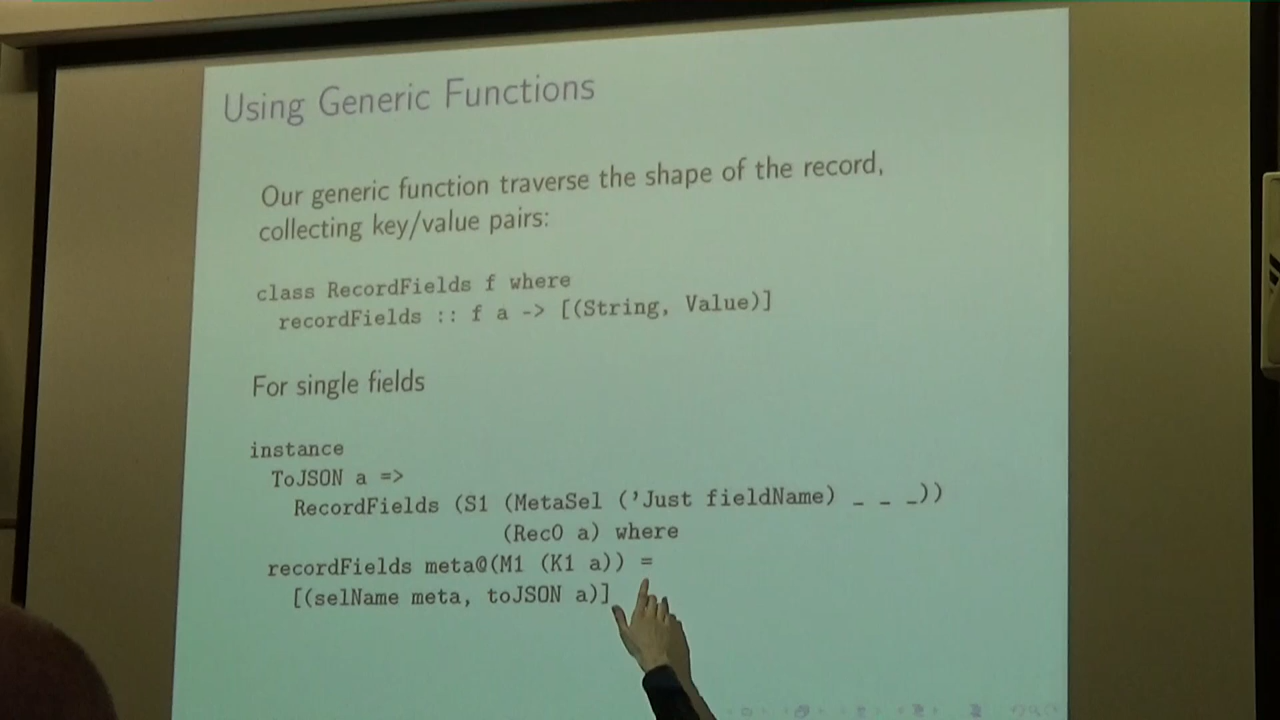 Using Generic Functions
Our generic function traverse the shape of the record,
collecting key/value pairs:
class RecordFields f where
recordFields :: f a -> [(String, Value)]
For single fields
instance
ToJSON a =>
RecordFields (S1 (MetaSel ('Just fieldName) _ _ _))
(Rec0 a) where
recordFields meta@(M1 (K1 a)) =
[(selName meta, toJSON a)]